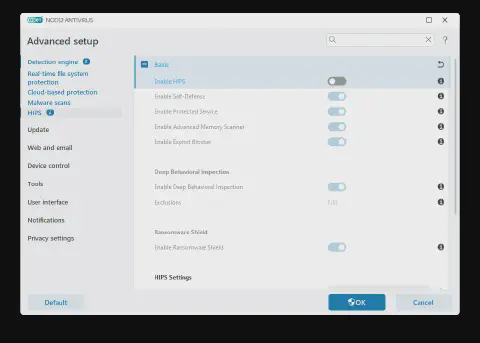 eset NOD32 ANTIVIRUS
Advanced setup
?
Detection engine
Real-time file system
protection
Cloud-based protection
Malware scans
HIPS
Update
Web and email
Device control
Tools
User interface
Notifications
Privacy settings
Basic
Enable HIPS
Enable Self-Defense
Enable Protected Service
Enable Advanced Memory Scanner
Enable Exploit Blocker
Deep Behavioral Inspection
Enable Deep Behavioral Inspection
Exclusions
Edit
Ransomware Shield
Enable Ransomware Shield
HIPS Settings
Default
OK
Cancel